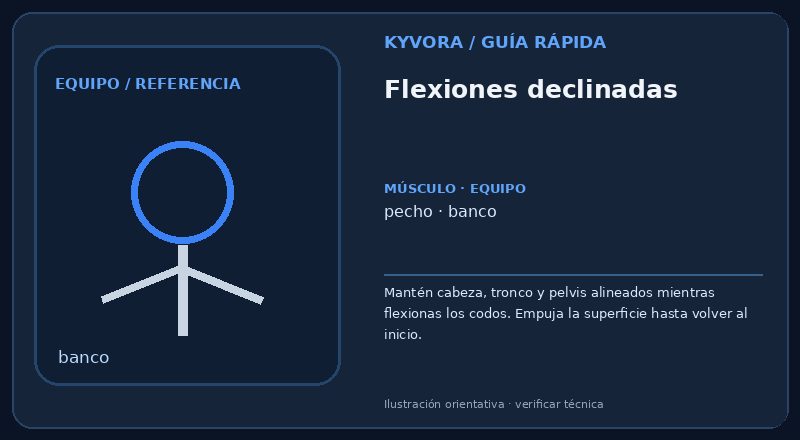 EQUIPO / REFERENCIA
banco
KYVORA / GUÍA RÁPIDA
Flexiones declinadas
MÚSCULO · EQUIPO
pecho · banco
Mantén cabeza, tronco y pelvis alineados mientras
flexionas los codos. Empuja la superficie hasta volver al
inicio.
Ilustración orientativa · verificar técnica